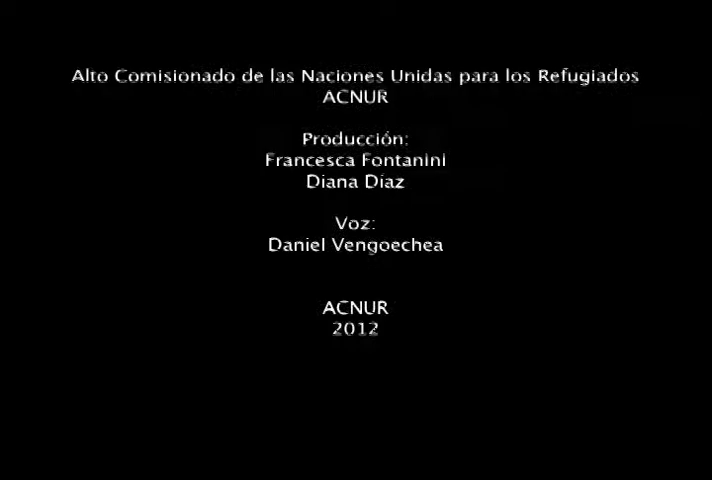 Alto Comisionado de las Naciones Unidas para los Refugiados
ACNUR
Producción:
Francesca Fontanini
Diana Díaz
Voz:
Daniel Vengoechea
ACNUR
2012